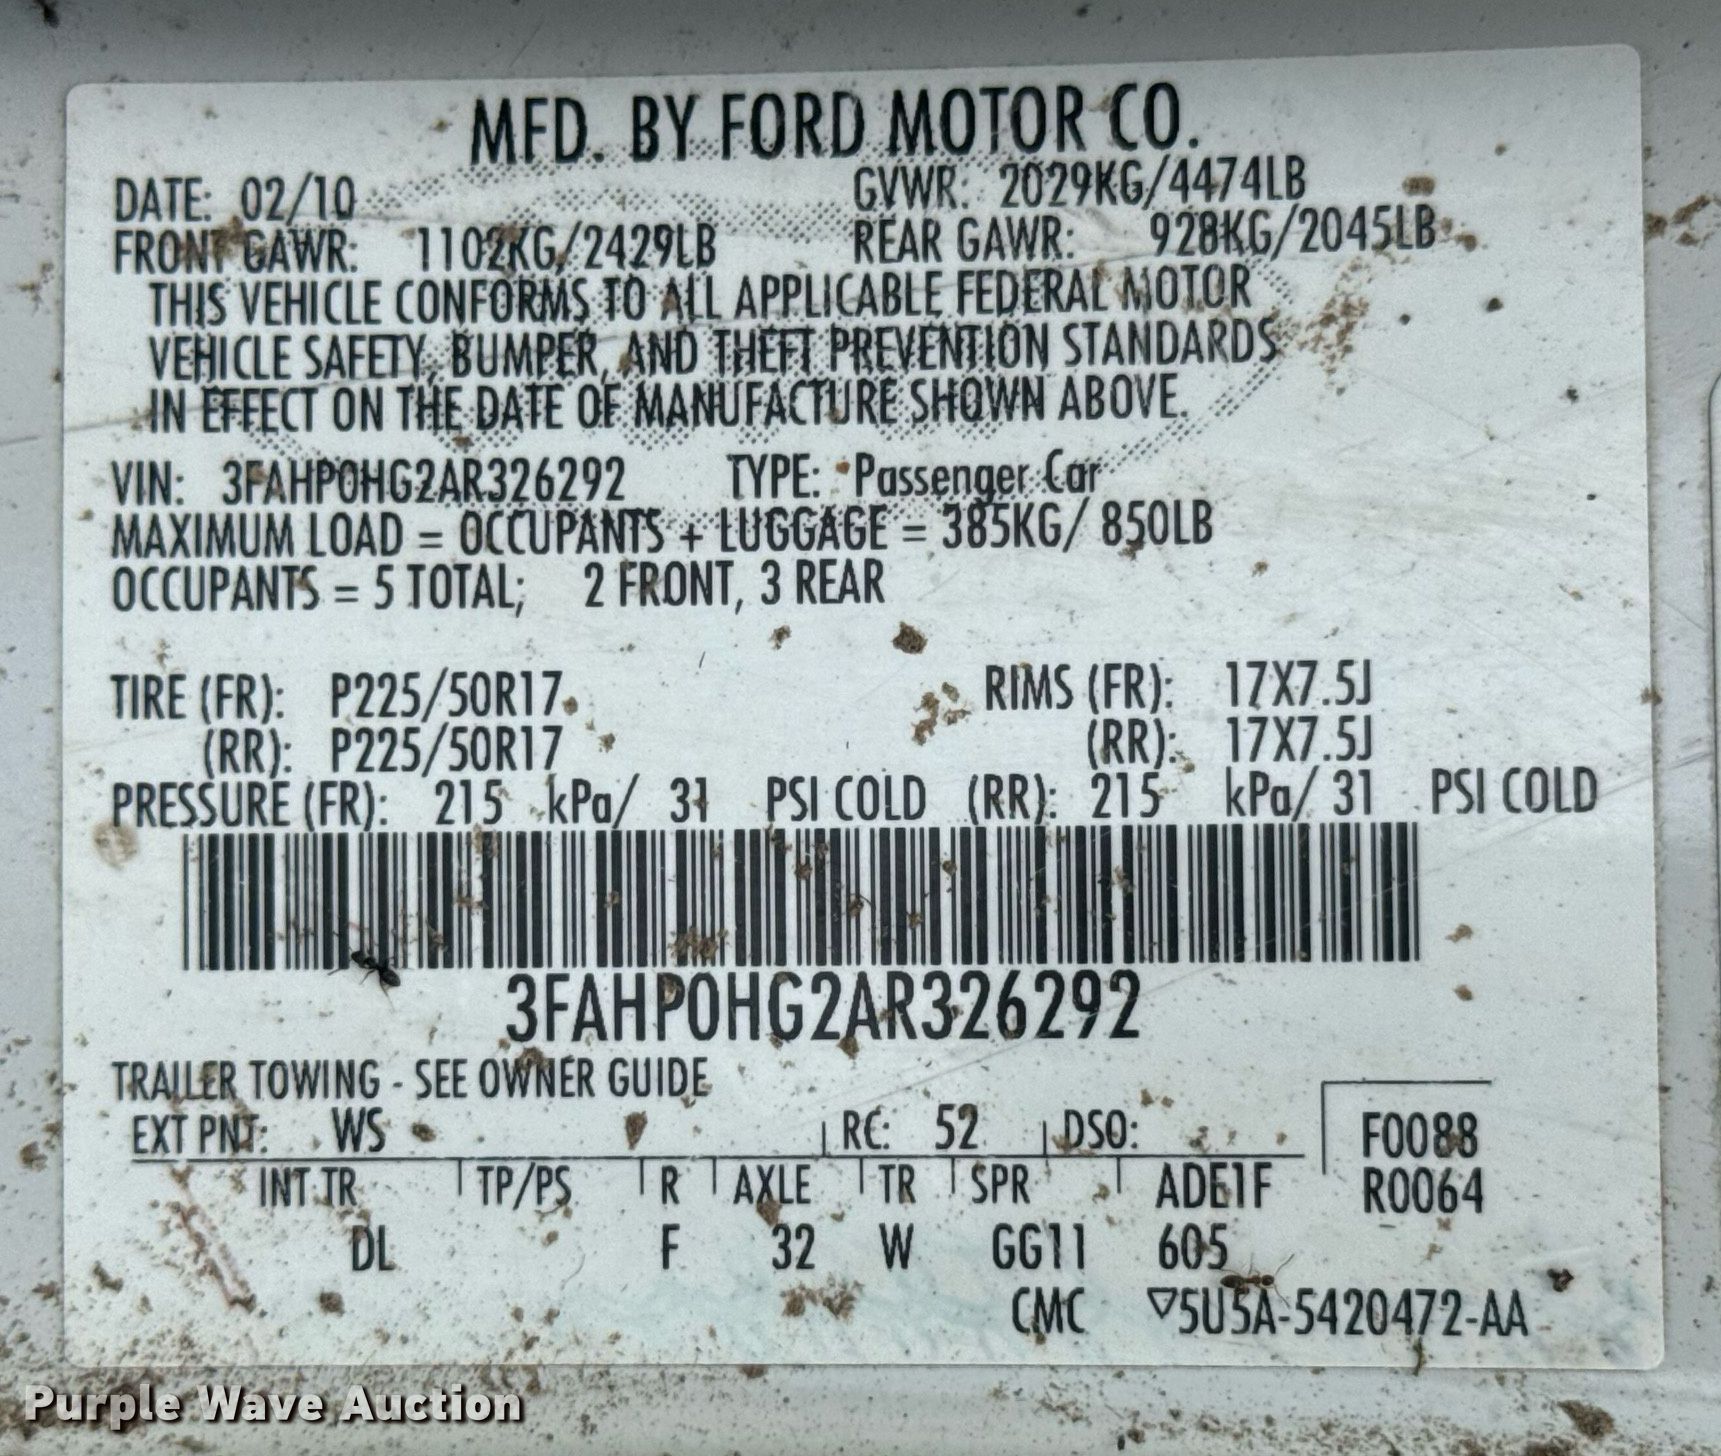 MFD. BY FORD MOTOR CO.
DATE: 02/10 GVWR: 2029KG/4474LB
FRONT GAWR: 1102KG/2429LB REAR GAWR: 928KG/2045LB
THIS VEHICLE CONFORMS TO ALL APPLICABLE FEDERAL MOTOR
VEHICLE SAFETY, BUMPER, AND THEFT PREVENTION STANDARDS
IN EFFECT ON THE DATE OF MANUFACTURE SHOWN ABOVE.
VIN: 3FAHP0HG2AR326292 TYPE: Passenger Car
MAXIMUM LOAD = OCCUPANTS + LUGGAGE = 385KG/ 850LB
OCCUPANTS = 5 TOTAL; 2 FRONT, 3 REAR
TIRE (FR): P225/50R17 RIMS (FR): 17X7.5J
(RR): P225/50R17 (RR): 17X7.5J
PRESSURE (FR): 215 kPa/ 31 PSI COLD (RR): 215 kPa/ 31 PSI COLD
3FAHP0HG2AR326292
TRAILER TOWING - SEE OWNER GUIDE
EXT PNT: WS RC: 52 DSO: F0088
INT TR TP/PS R AXLE TR SPR ADE1F R0064
DL F 32 W GG11 605
CMC ▽5U5A-5420472-AA
Purple Wave Auction